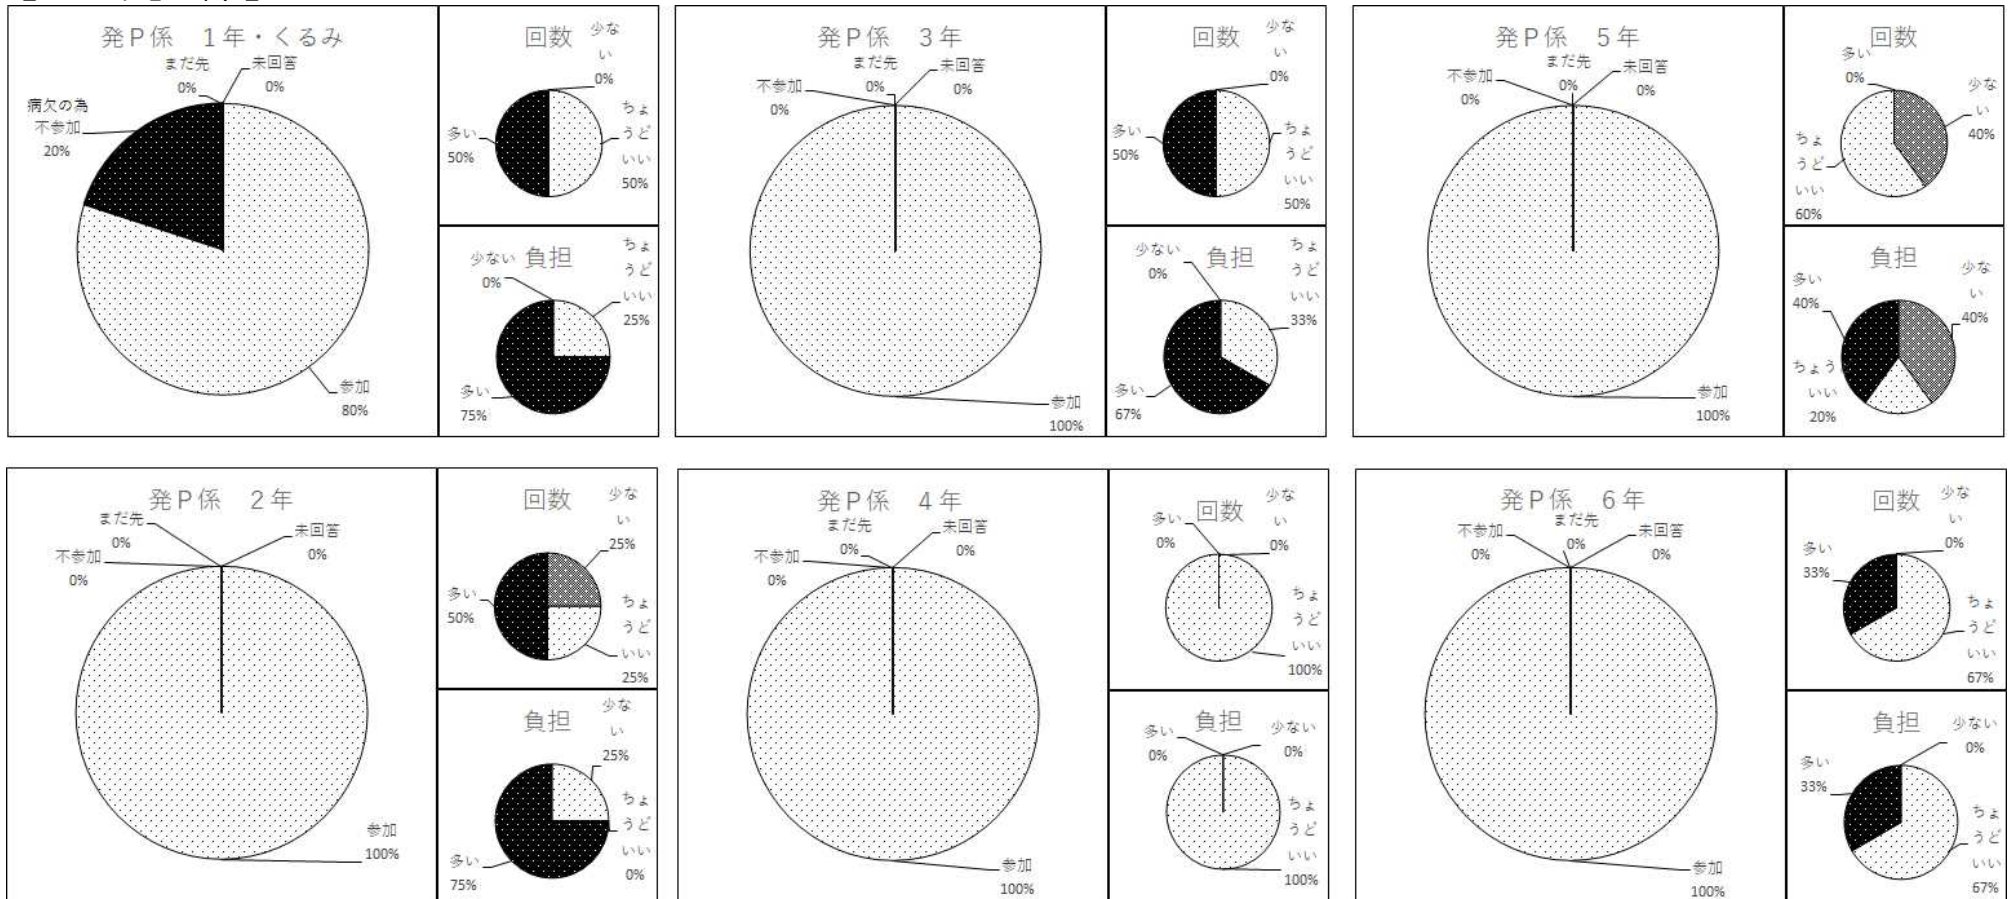 発P係 1年・くるみ
まだ先
0%
未回答
0%
病欠の為
不参加
20%
参加
80%
回数
少な
い
0%
多い
50%
ちょ
うど
いい
50%
負担
少ない
0%
ちょ
うど
いい
25%
多い
75%
発P係 3年
まだ先
0%
未回答
0%
不参加
0%
参加
100%
回数
少な
い
0%
多い
50%
ちょ
うど
いい
50%
負担
少ない
0%
ちょ
うど
いい
33%
多い
67%
発P係 5年
まだ先
0%
未回答
0%
不参加
0%
参加
100%
回数
多い
0%
少な
い
40%
ちょ
うど
いい
60%
負担
多い
40%
少な
い
40%
ちょう
いい
20%
発P係 2年
まだ先
0%
未回答
0%
不参加
0%
参加
100%
回数
少な
い
25%
多い
50%
ちょ
うど
いい
25%
負担
少な
い
25%
ちょ
うど
いい
0%
多い
75%
発P係 4年
まだ先
0%
未回答
0%
不参加
0%
参加
100%
回数
多い
0%
少な
い
0%
ちょ
うど
いい
100%
負担
多い
0%
少ない
0%
ちょ
うど
いい
100%
発P係 6年
まだ先
0%
未回答
0%
不参加
0%
参加
100%
回数
少な
い
0%
多い
33%
ちょ
うど
いい
67%
負担
少ない
0%
多い
33%
ちょ
うど
いい
67%